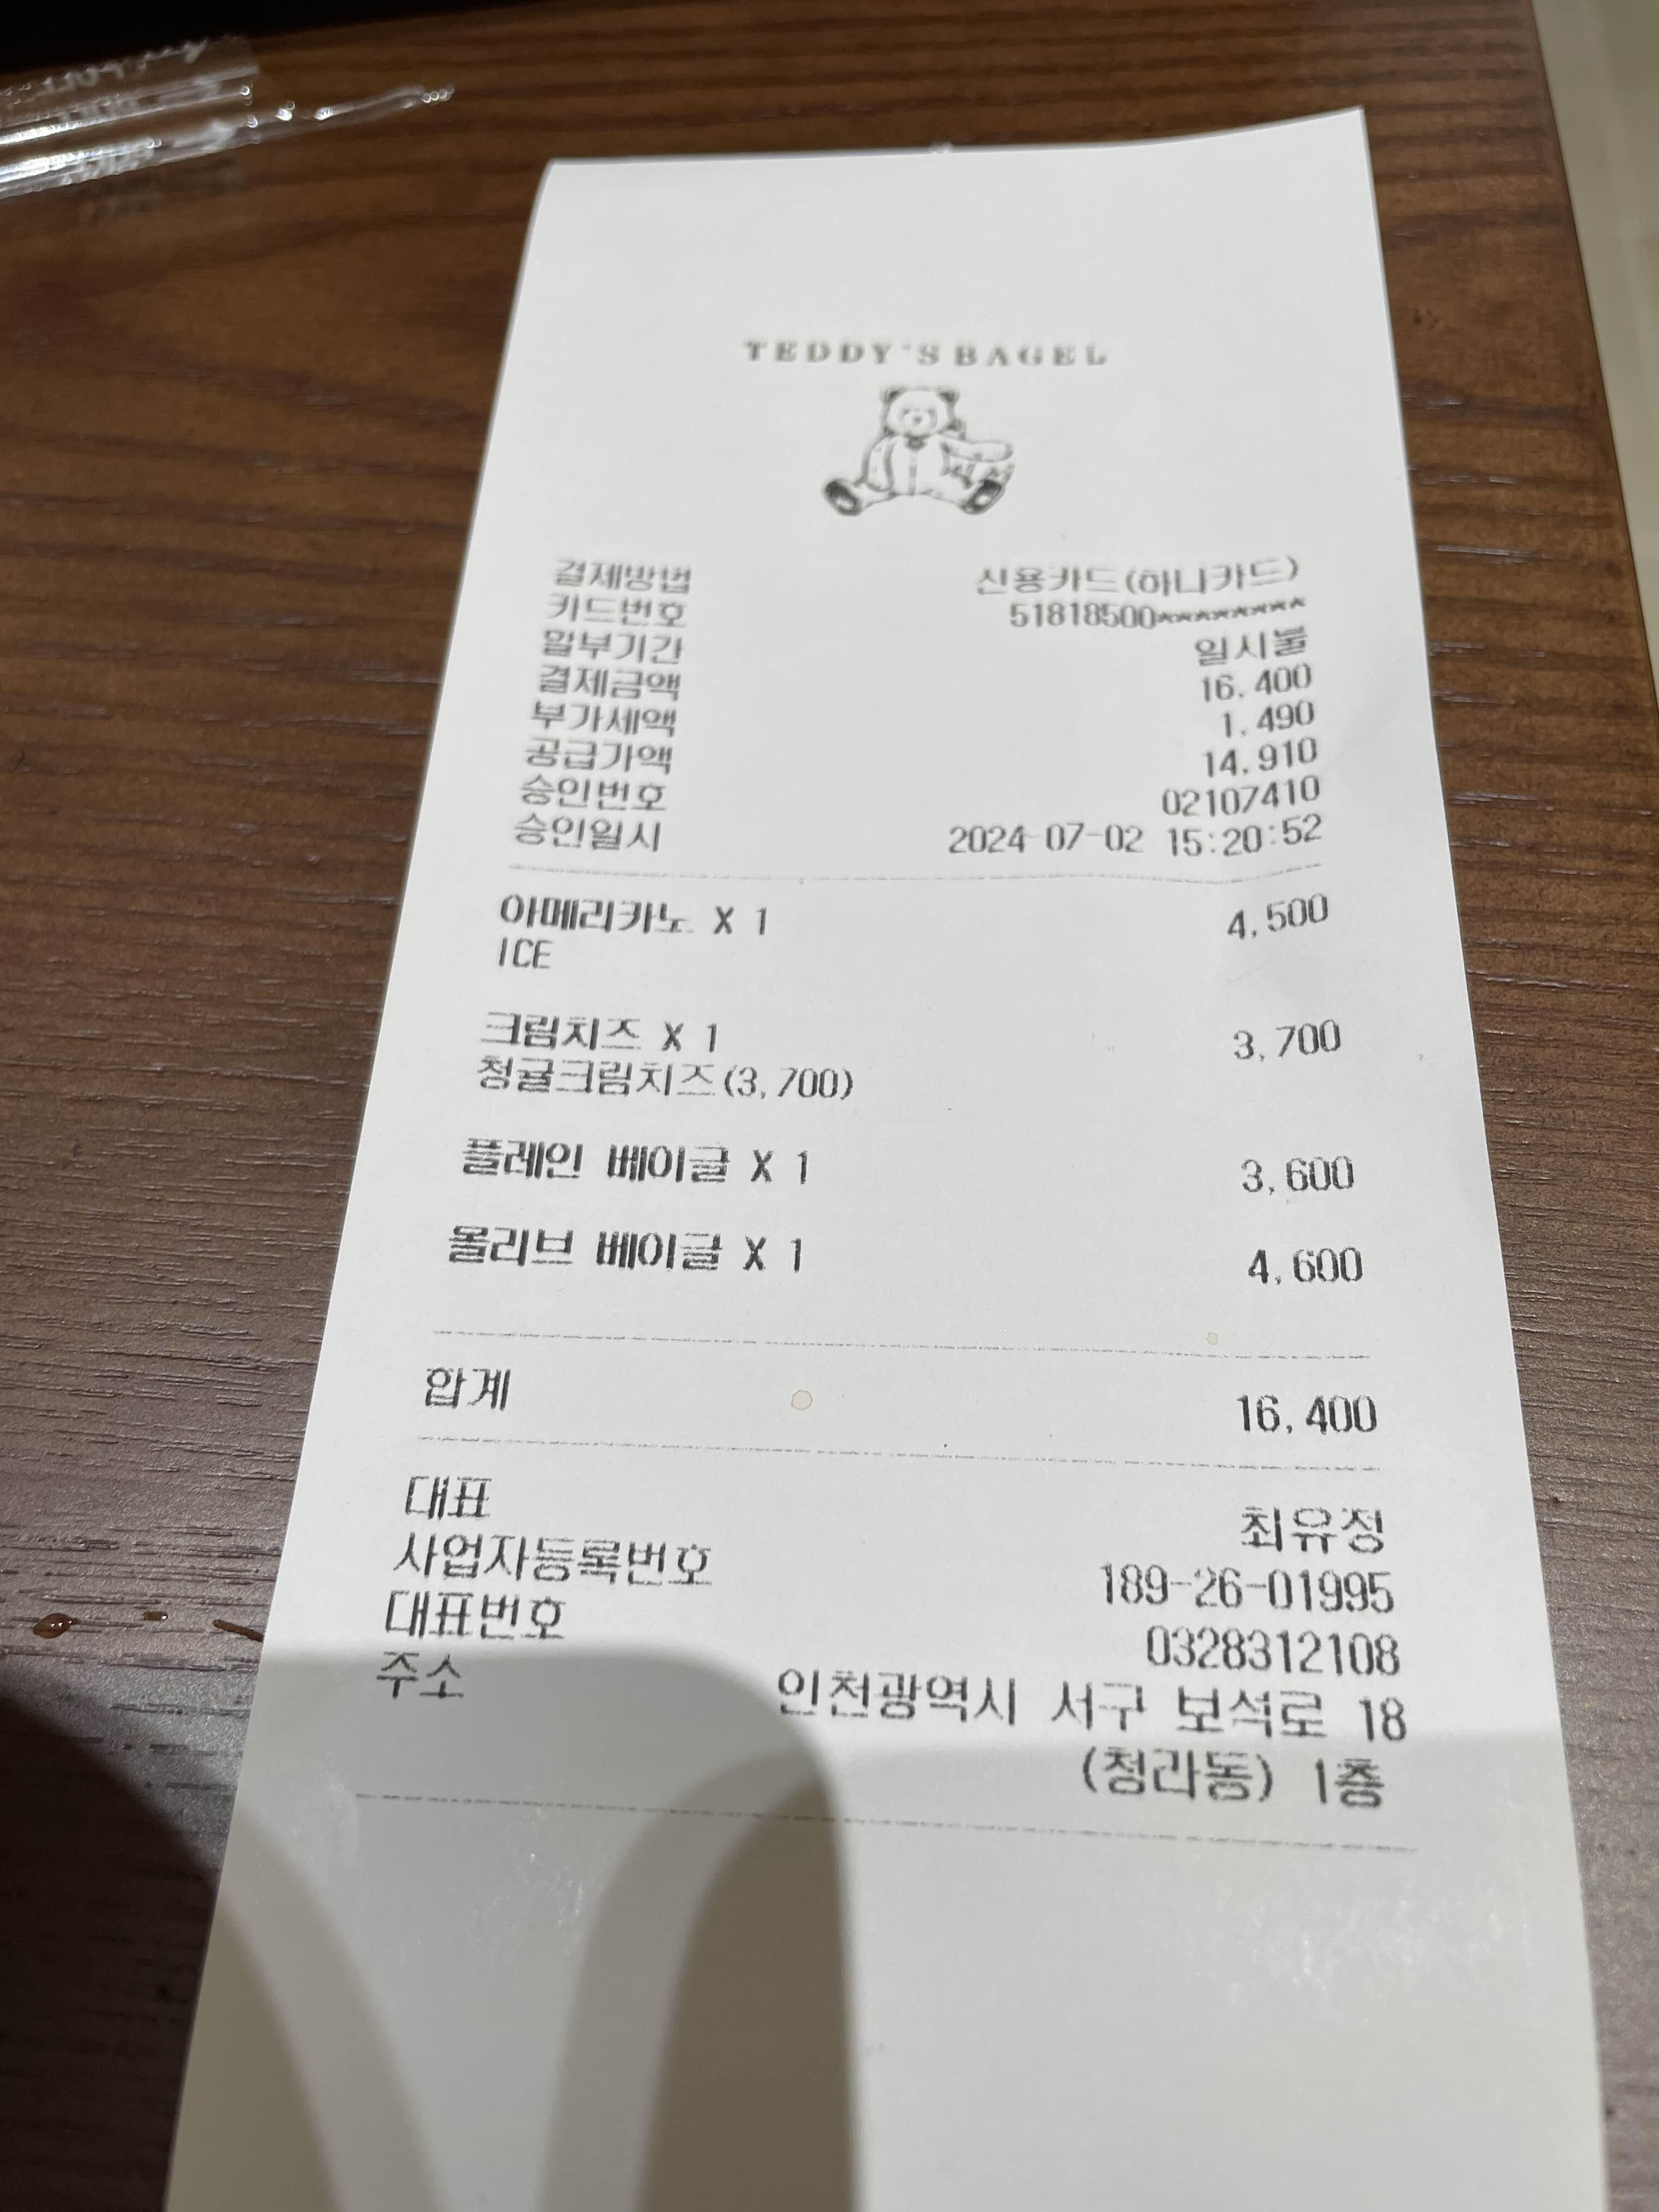 TEDDY'S BAGEL
결제방법 신용카드(하나카드)
카드번호 51818500********
할부기간 일시불
결제금액 16,400
부가세액 1,490
공급가액 14,910
승인번호 02107410
승인일시 2024-07-02 15:20:52
아메리카노 X 1 4,500
ICE
크림치즈 X 1 3,700
청귤크림치즈(3,700)
플레인 베이글 X 1 3,600
올리브 베이글 X 1 4,600
합계 16,400
대표 최유정
사업자등록번호 189-26-01995
대표번호 0328312108
주소 인천광역시 서구 보석로 18
(청라동) 1층